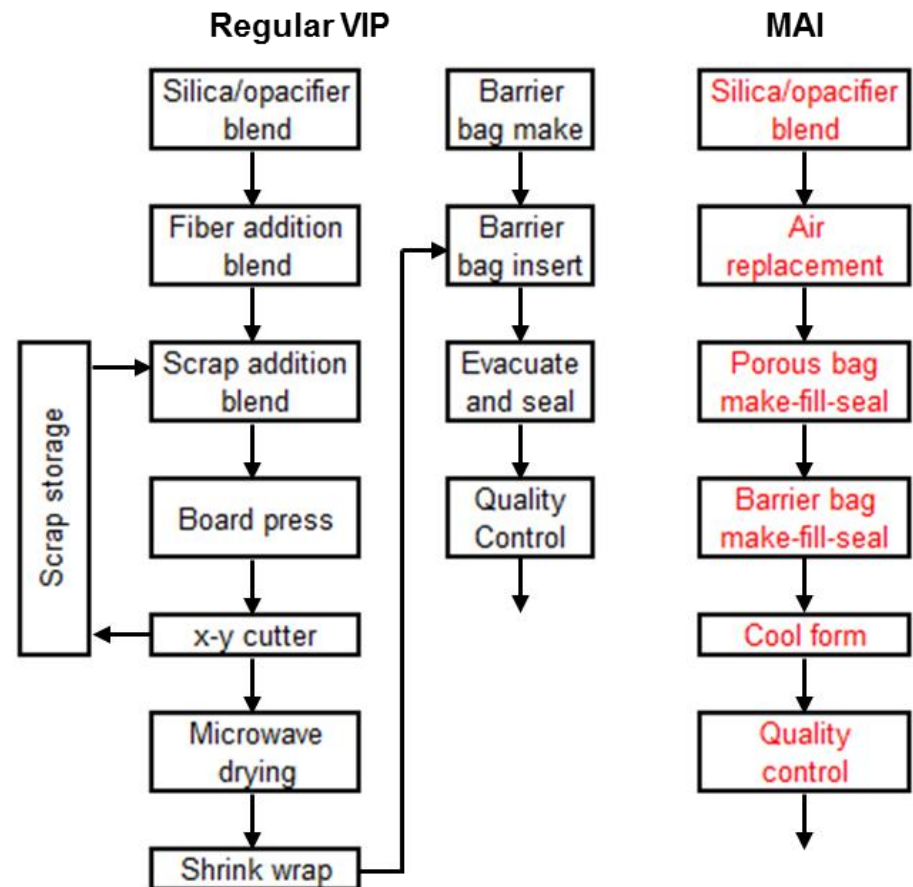 Regular VIP
MAI
Silica/opacifier
blend
Fiber addition
blend
Scrap addition
blend
Scrap storage
Board press
x-y cutter
Microwave
drying
Shrink wrap
Barrier
bag make
Barrier
bag insert
Evacuate
and seal
Quality
Control
Silica/opacifier
blend
Air
replacement
Porous bag
make-fill-seal
Barrier bag
make-fill-seal
Cool form
Quality
control